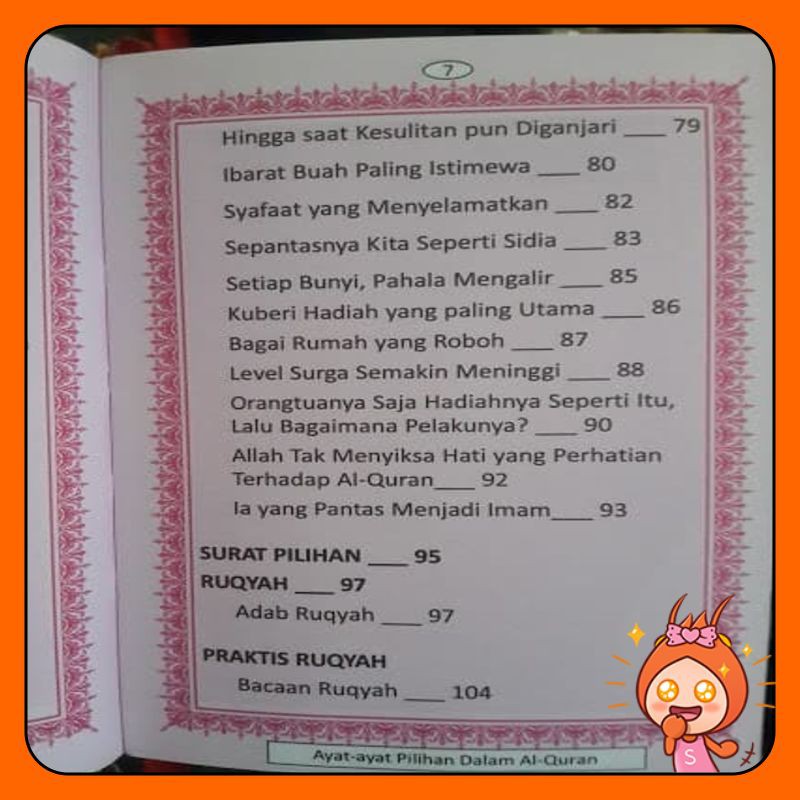 7
Hingga saat Kesulitan pun Diganjari ____ 79
Ibarat Buah Paling Istimewa ____ 80
Syafaat yang Menyelamatkan ____ 82
Sepantasnya Kita Seperti Sidia ____ 83
Setiap Bunyi, Pahala Mengalir ____ 85
Kuberi Hadiah yang paling Utama ____ 86
Bagai Rumah yang Roboh ____ 87
Level Surga Semakin Meninggi ____ 88
Orangtuanya Saja Hadiahnya Seperti Itu,
Lalu Bagaimana Pelakunya? ____ 90
Allah Tak Menyiksa Hati yang Perhatian
Terhadap Al-Quran____ 92
Ia yang Pantas Menjadi Imam____ 93
SURAT PILIHAN ____ 95
RUQYAH ____ 97
Adab Ruqyah ____ 97
PRAKTIS RUQYAH
Bacaan Ruqyah ____ 104
Ayat-ayat Pilihan Dalam Al-Quran
S